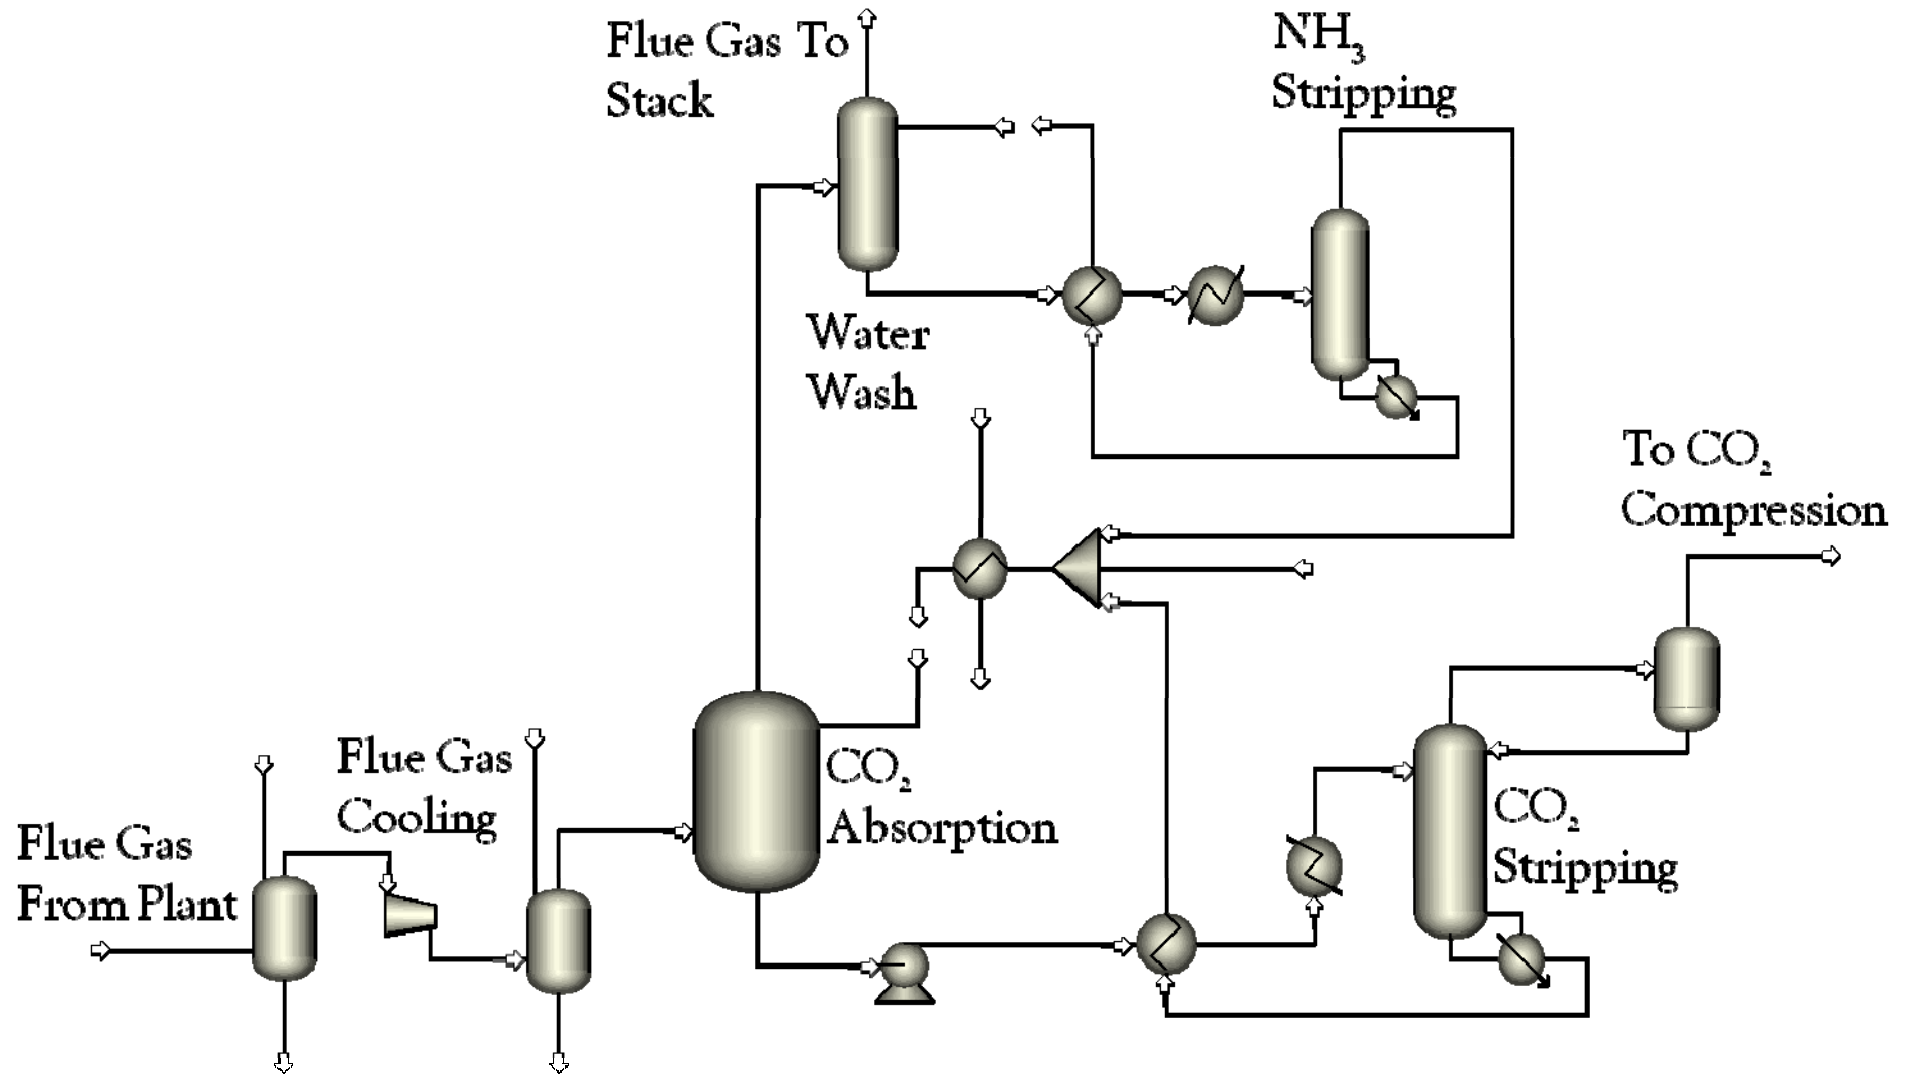 Flue Gas To
Stack
NH₃
Stripping
Water
Wash
To CO₂
Compression
Flue Gas
Cooling
CO₂
Absorption
Flue Gas
From Plant
CO₂
Stripping